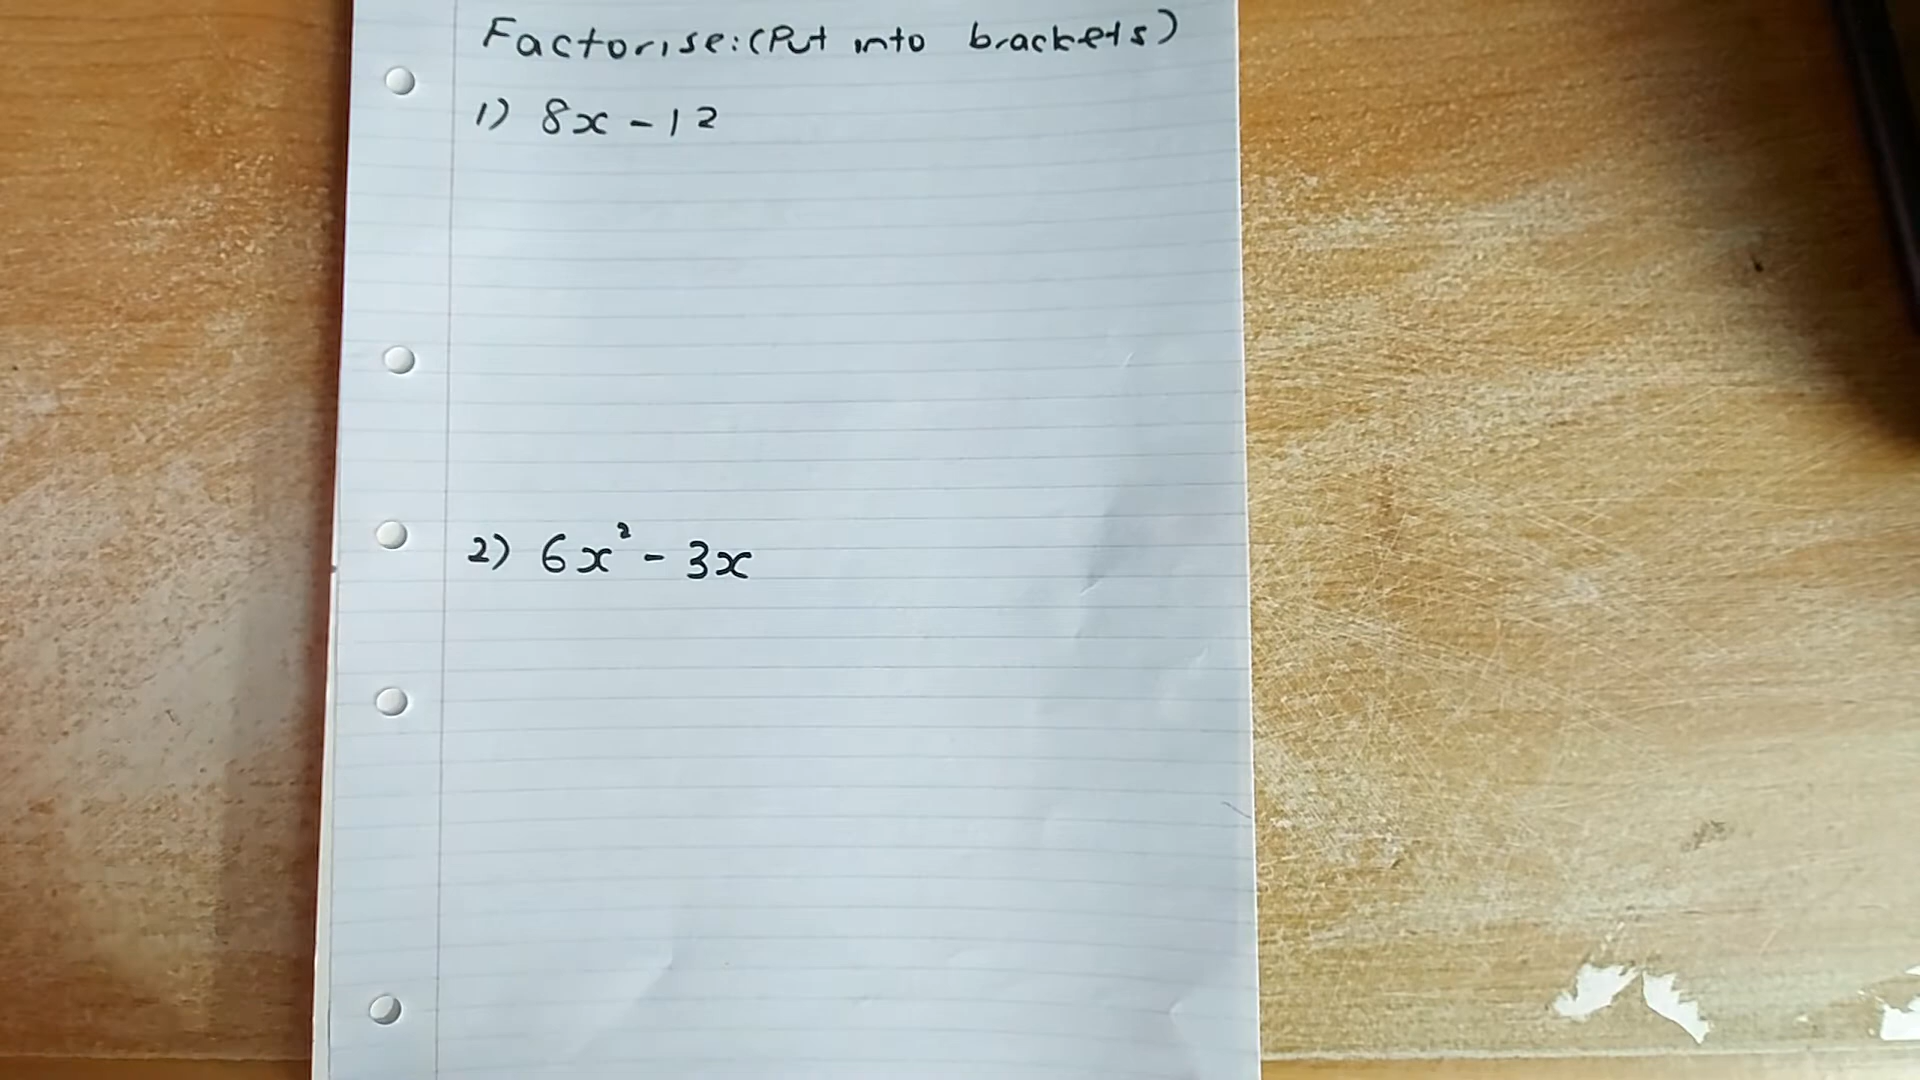 Factorise: (Put into brackets)
1) 8x - 12
2) 6x² - 3x